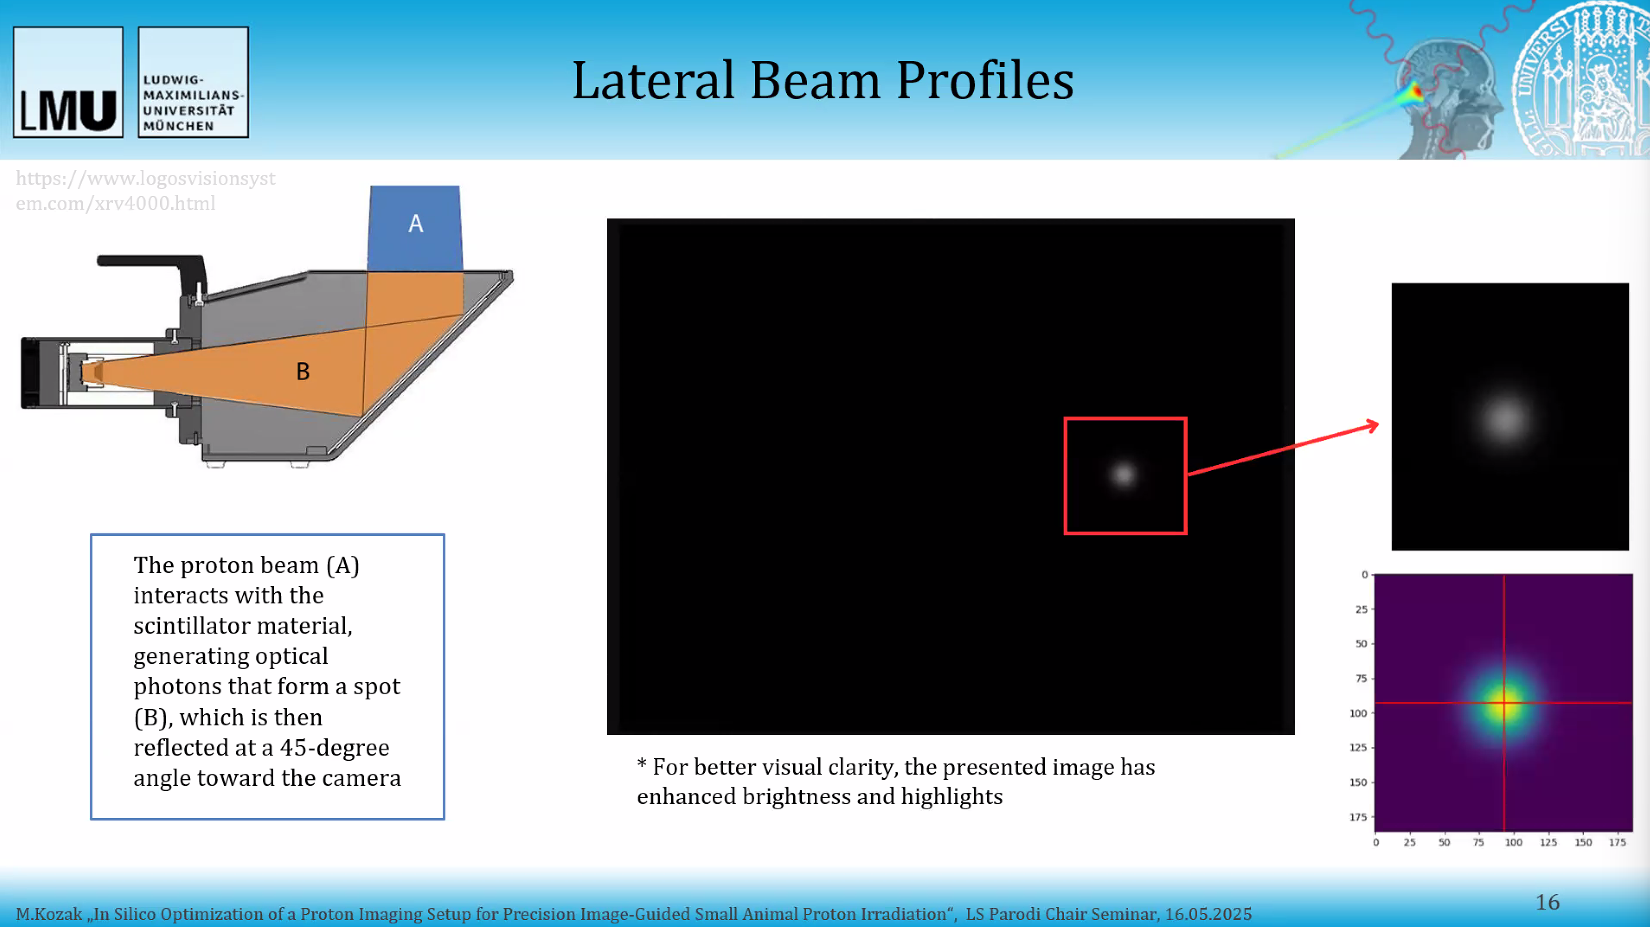 LMU
LUDWIG-
MAXIMILIANS-
UNIVERSITÄT
MÜNCHEN
Lateral Beam Profiles
https://www.logosvisionsyst
em.com/xrv4000.html
A
B
The proton beam (A)
interacts with the
scintillator material,
generating optical
photons that form a spot
(B), which is then
reflected at a 45-degree
angle toward the camera
* For better visual clarity, the presented image has
enhanced brightness and highlights
0
25
50
75
100
125
150
175
0 25 50 75 100 125 150 175
M.Kozak „In Silico Optimization of a Proton Imaging Setup for Precision Image-Guided Small Animal Proton Irradiation“, LS Parodi Chair Seminar, 16.05.2025
16